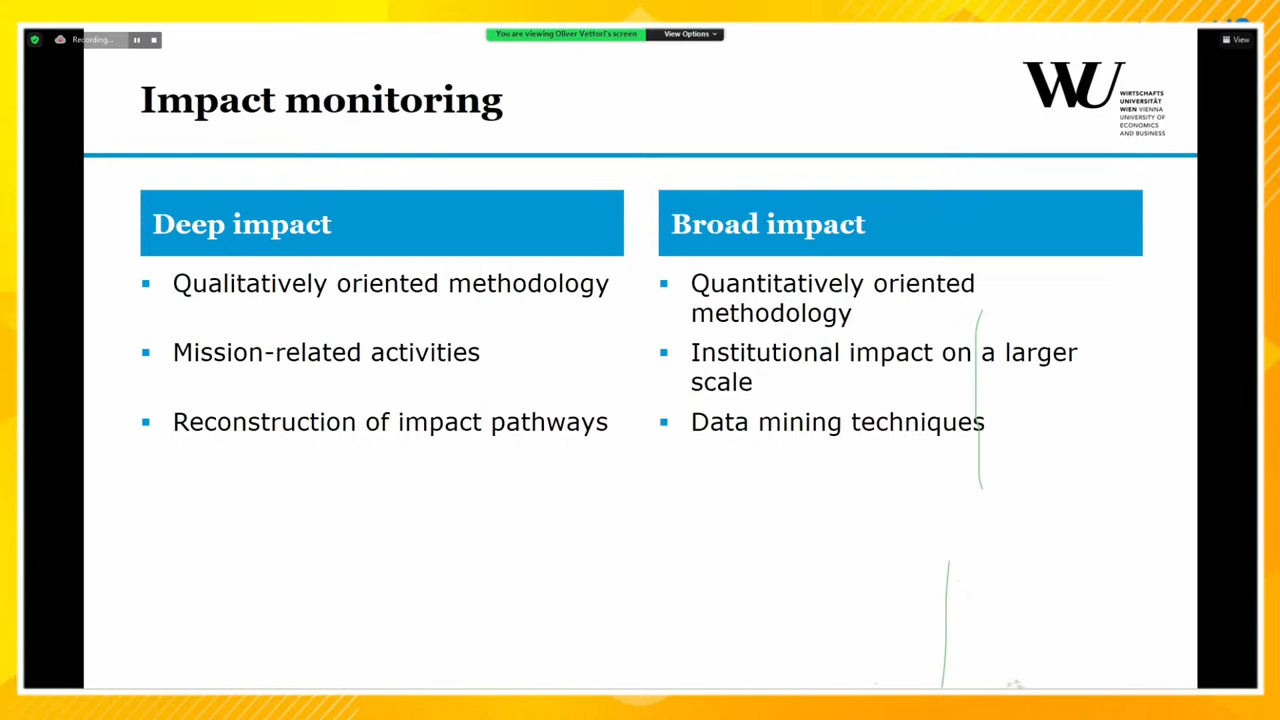 Recording...
You are viewing Oliver Vettori's screen
View Options
View
Impact monitoring
WU
WIRTSCHAFTS
UNIVERSITÄT
WIEN VIENNA
UNIVERSITY OF
ECONOMICS
AND BUSINESS
Deep impact
▪ Qualitatively oriented methodology
▪ Mission-related activities
▪ Reconstruction of impact pathways
Broad impact
▪ Quantitatively oriented
methodology
▪ Institutional impact on a larger
scale
▪ Data mining techniques